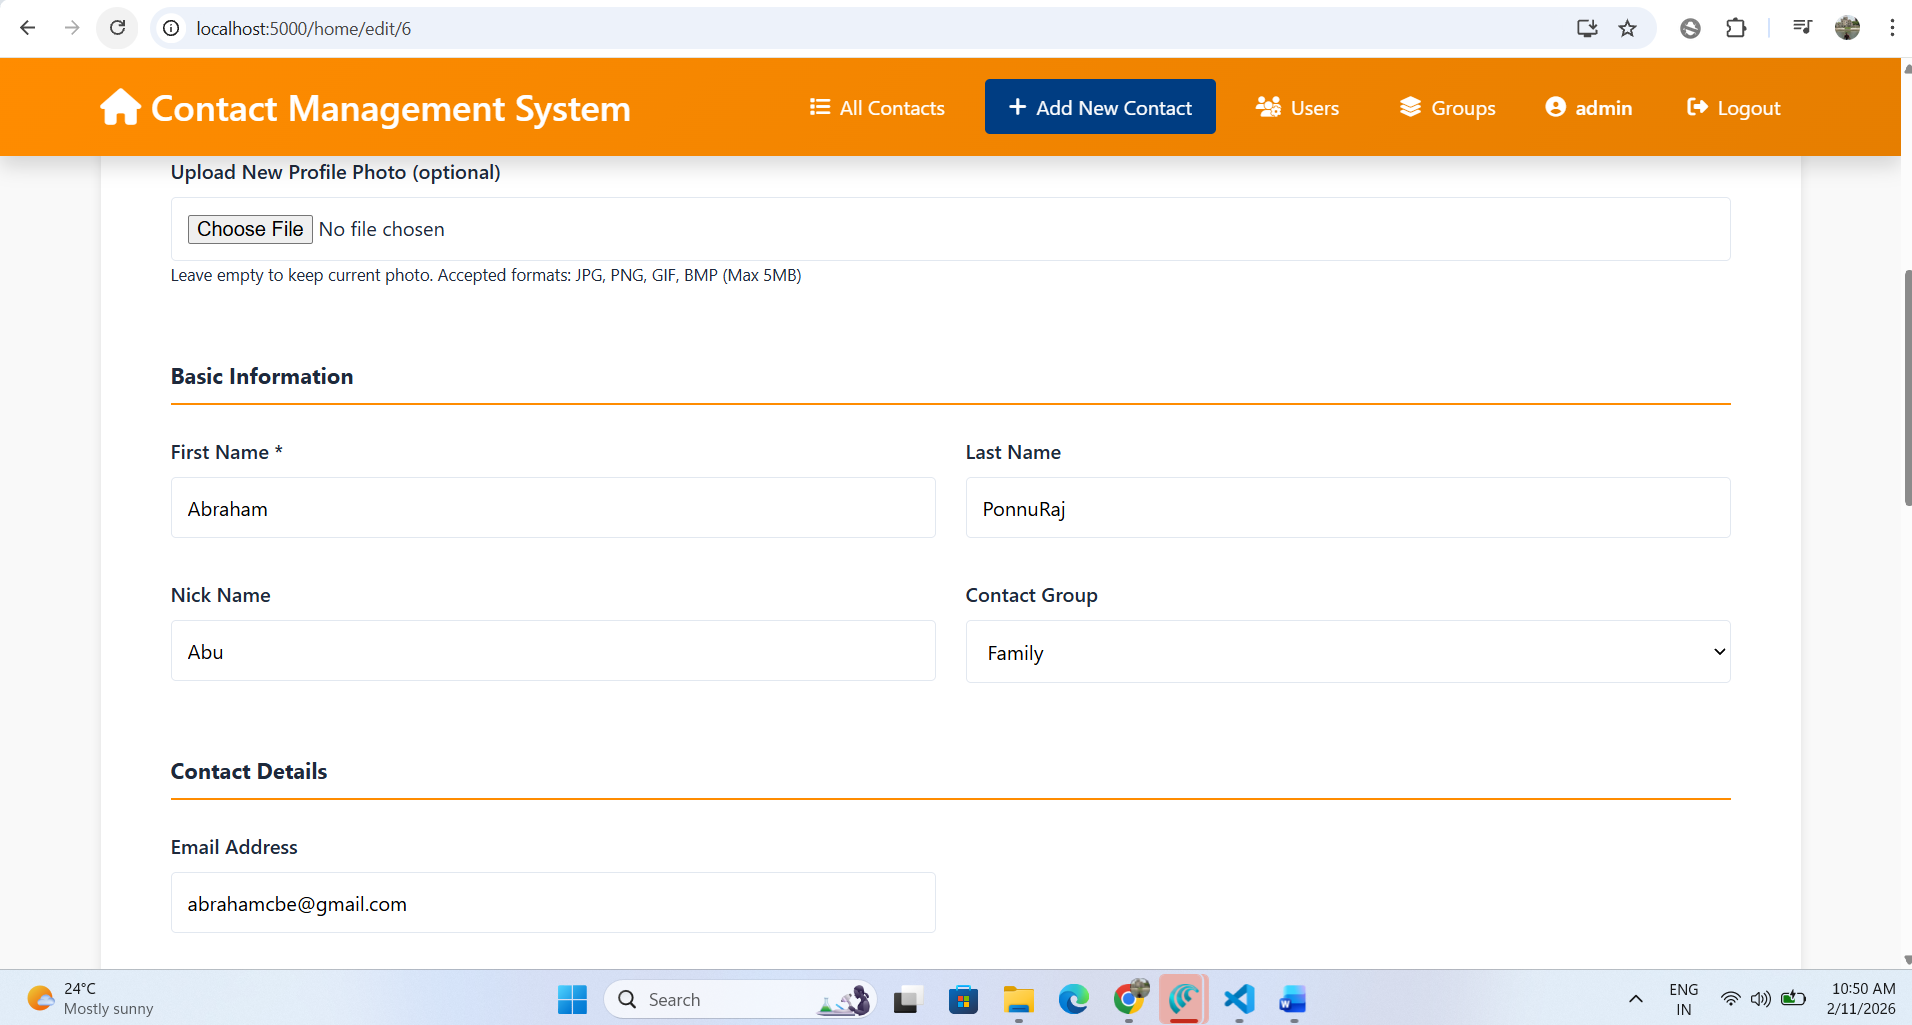 localhost:5000/home/edit/6
Contact Management System
All Contacts
+ Add New Contact
Users
Groups
admin
Logout
Upload New Profile Photo (optional)
Choose File No file chosen
Leave empty to keep current photo. Accepted formats: JPG, PNG, GIF, BMP (Max 5MB)
Basic Information
First Name *
Last Name
Abraham
PonnuRaj
Nick Name
Contact Group
Abu
Family
Contact Details
Email Address
abrahamcbe@gmail.com
24°C
Mostly sunny
Search
ENG
IN
10:50 AM
2/11/2026